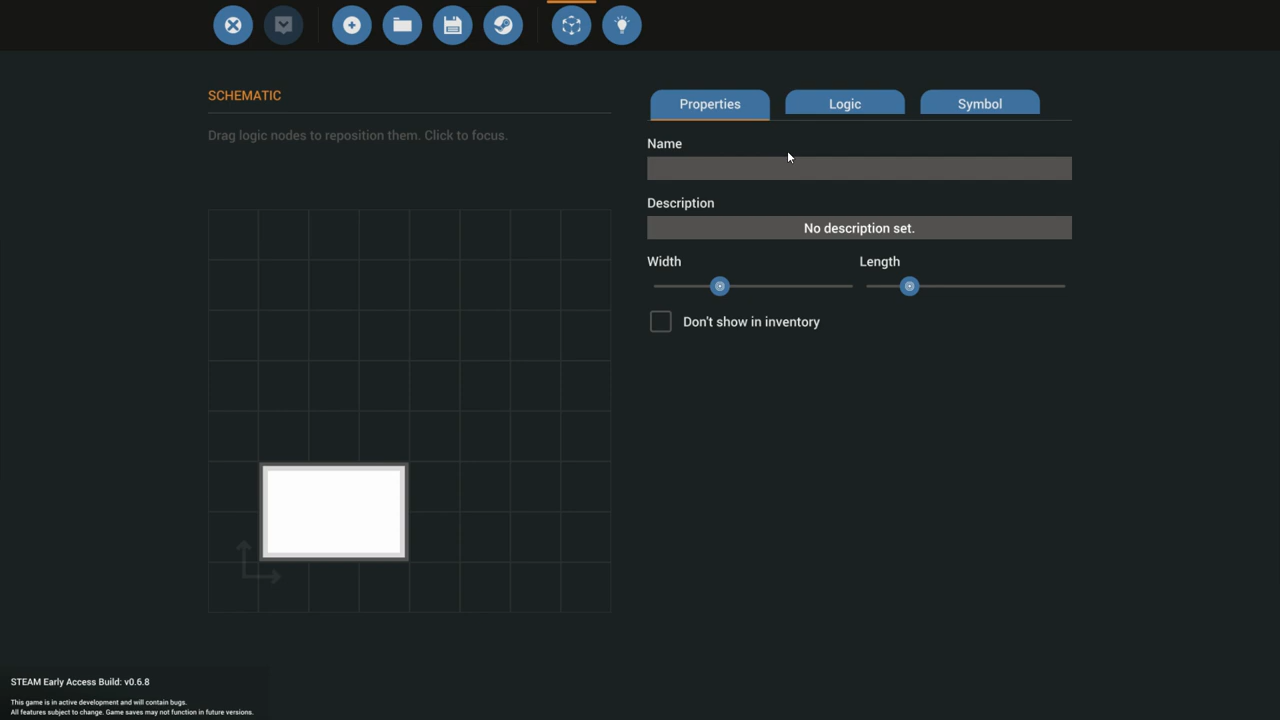 SCHEMATIC
Drag logic nodes to reposition them. Click to focus.
Properties
Logic
Symbol
Name
Description
No description set.
Width
Length
Don't show in inventory
STEAM Early Access Build: v0.6.8
This game is in active development and will contain bugs.
All features subject to change. Game saves may not function in future versions.